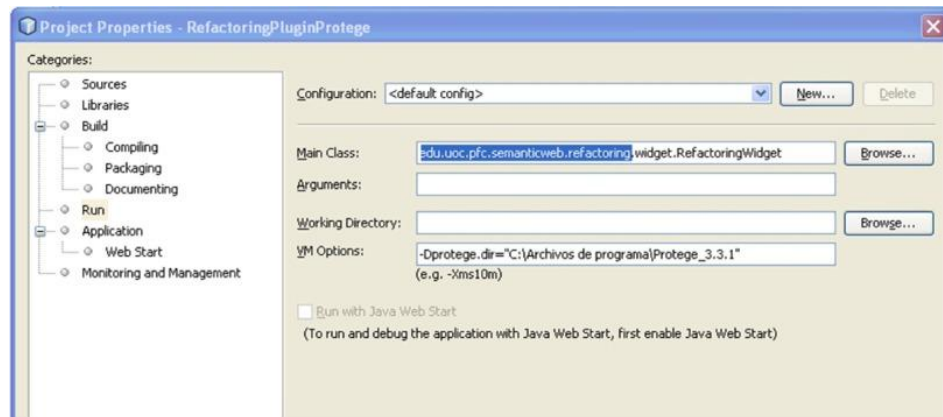 Project Properties - RefactoringPluginProtege
Categories:
Sources
Libraries
Build
Compiling
Packaging
Documenting
Run
Application
Web Start
Monitoring and Management
Configuration: <default config> New... Delete
Main Class: edu.uoc.pfc.semanticweb.refactoring.widget.RefactoringWidget Browse...
Arguments:
Working Directory: Browse...
VM Options: -Dprotege.dir="C:\Archivos de programa\Protege_3.3.1"
(e.g. -Xms10m)
Run with Java Web Start
(To run and debug the application with Java Web Start, first enable Java Web Start)